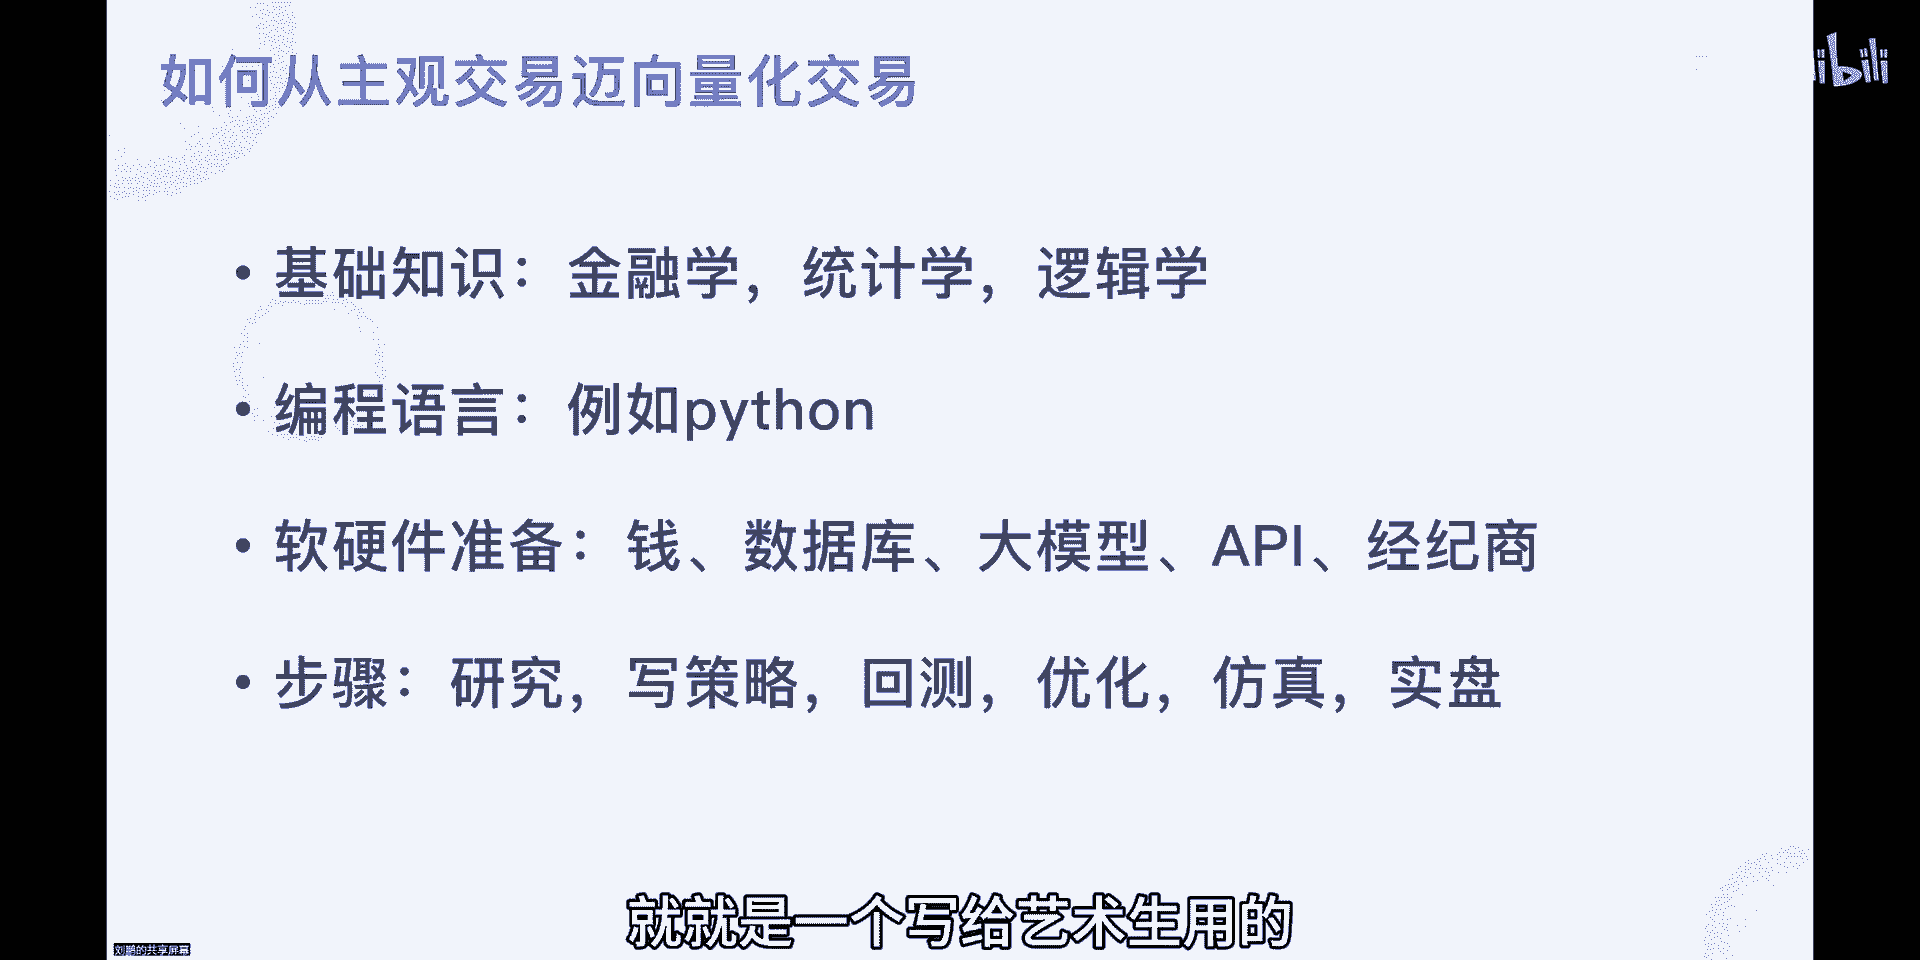 如何从主观交易迈向量化交易
bili
• 基础知识：金融学，统计学，逻辑学
• 编程语言：例如python
• 软硬件准备：钱、数据库、大模型、API、经纪商
• 步骤：研究，写策略，回测，优化，仿真，实盘
就就是一个写给艺术生用的
刘鹏的共享屏幕